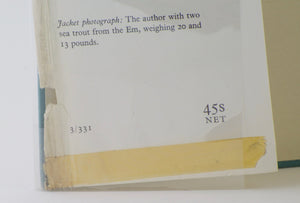 Jacket photograph: The author with two
sea trout from the Em, weighing 20 and
13 pounds.
3/331
45s
NET